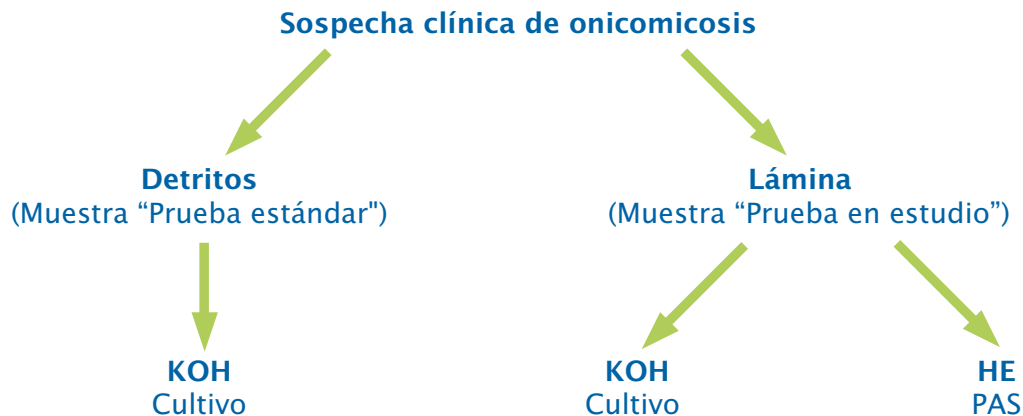 Sospecha clínica de onicomicosis
Detritos
(Muestra “Prueba estándar")
Lámina
(Muestra “Prueba en estudio”)
KOH
Cultivo
KOH
Cultivo
HE
PAS